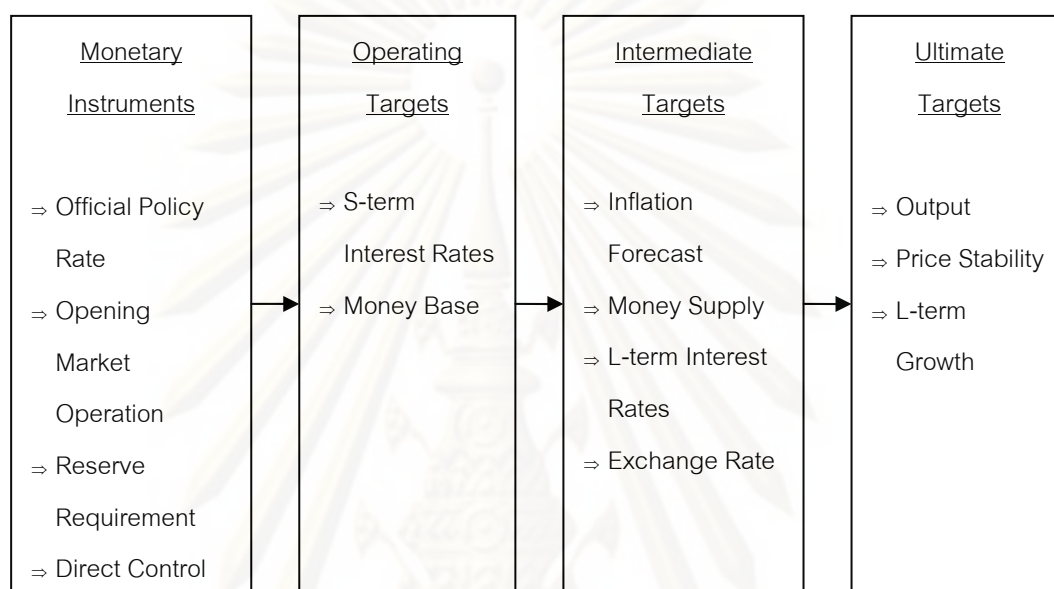 Monetary
Instruments
⇒ Official Policy
Rate
⇒ Opening
Market
Operation
⇒ Reserve
Requirement
⇒ Direct Control
Operating
Targets
⇒ S-term
Interest Rates
⇒ Money Base
Intermediate
Targets
⇒ Inflation
Forecast
⇒ Money Supply
⇒ L-term Interest
Rates
⇒ Exchange Rate
Ultimate
Targets
⇒ Output
⇒ Price Stability
⇒ L-term
Growth